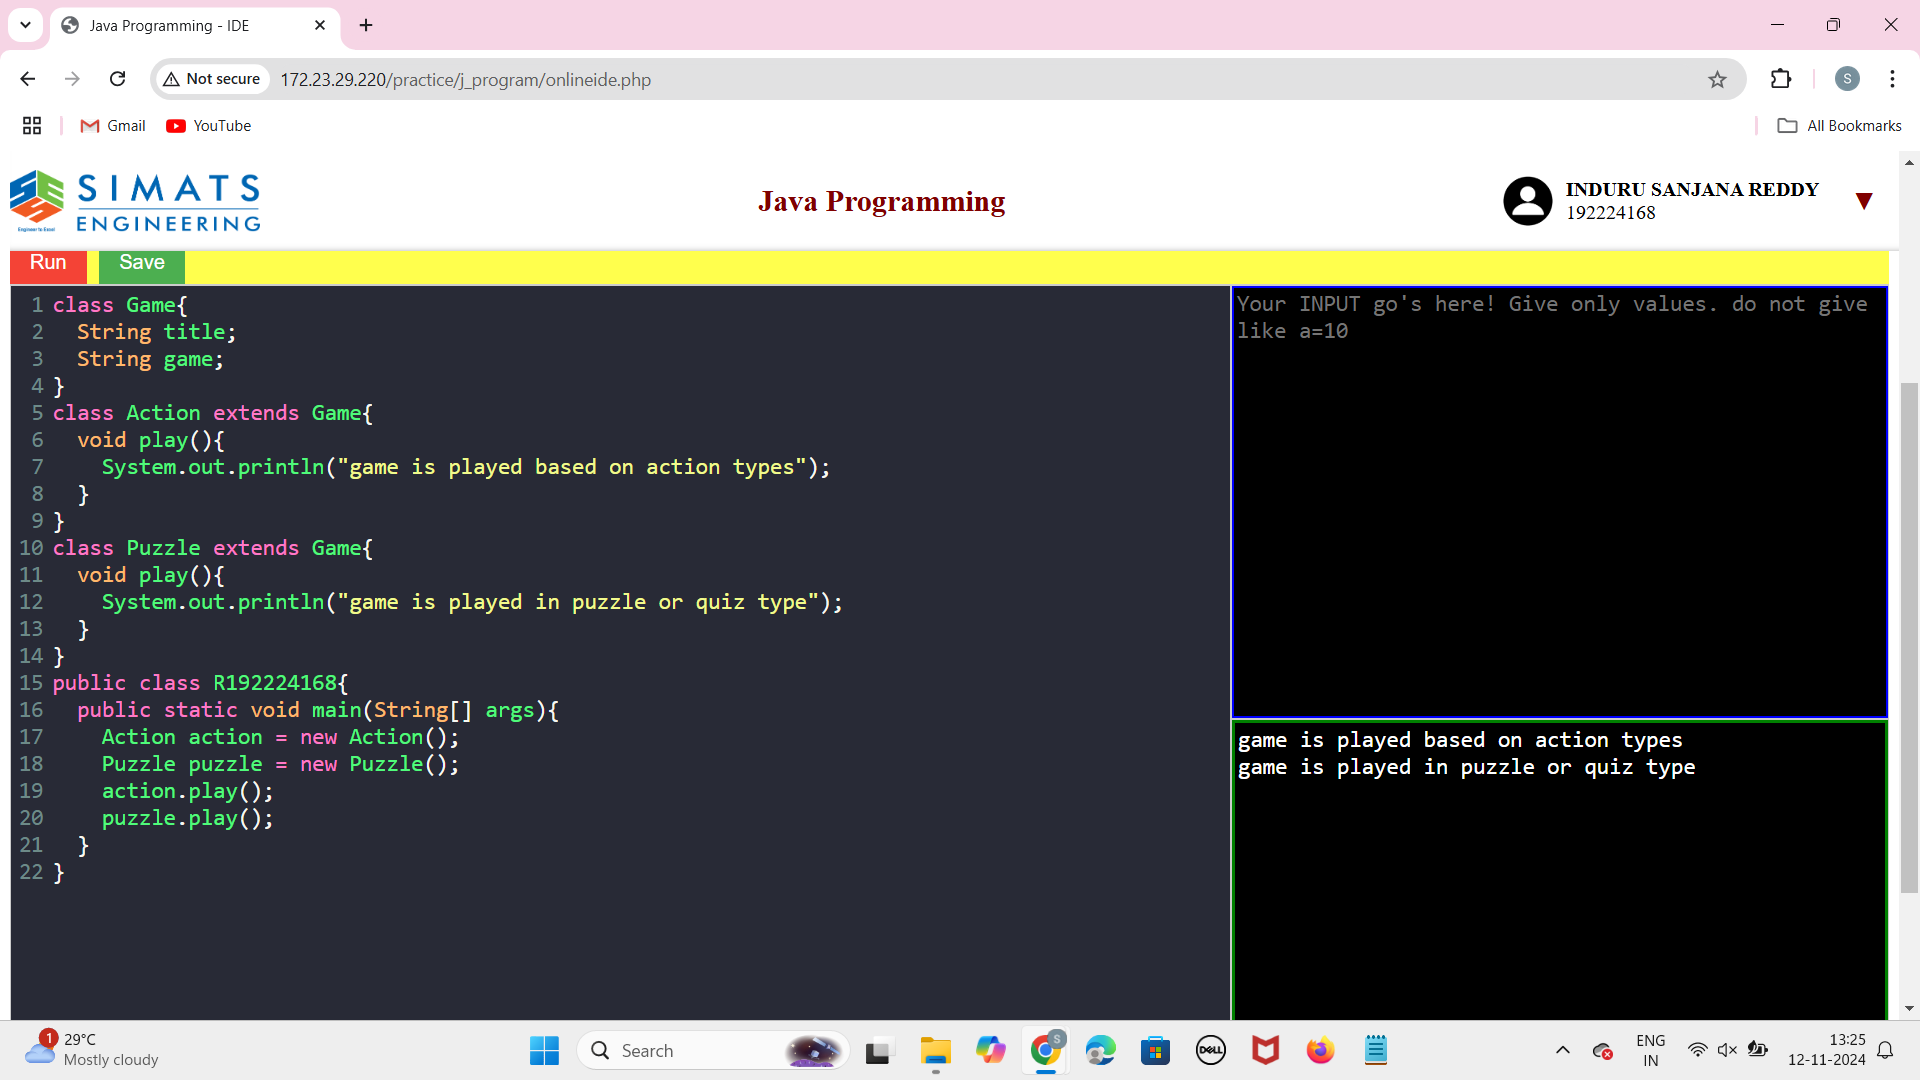 Java Programming - IDE
Not secure
172.23.29.220/practice/j_program/onlineide.php
S
Gmail
YouTube
All Bookmarks
SIMATS
ENGINEERING
Engineer to Excel
Java Programming
INDURU SANJANA REDDY
192224168
Run
Save
1 class Game{
2 String title;
3 String game;
4 }
5 class Action extends Game{
6 void play(){
7 System.out.println("game is played based on action types");
8 }
9 }
10 class Puzzle extends Game{
11 void play(){
12 System.out.println("game is played in puzzle or quiz type");
13 }
14 }
15 public class R192224168{
16 public static void main(String[] args){
17 Action action = new Action();
18 Puzzle puzzle = new Puzzle();
19 action.play();
20 puzzle.play();
21 }
22 }
Your INPUT go's here! Give only values. do not give
like a=10
game is played based on action types
game is played in puzzle or quiz type
1
29°C
Mostly cloudy
Search
S
DELL
ENG
IN
13:25
12-11-2024